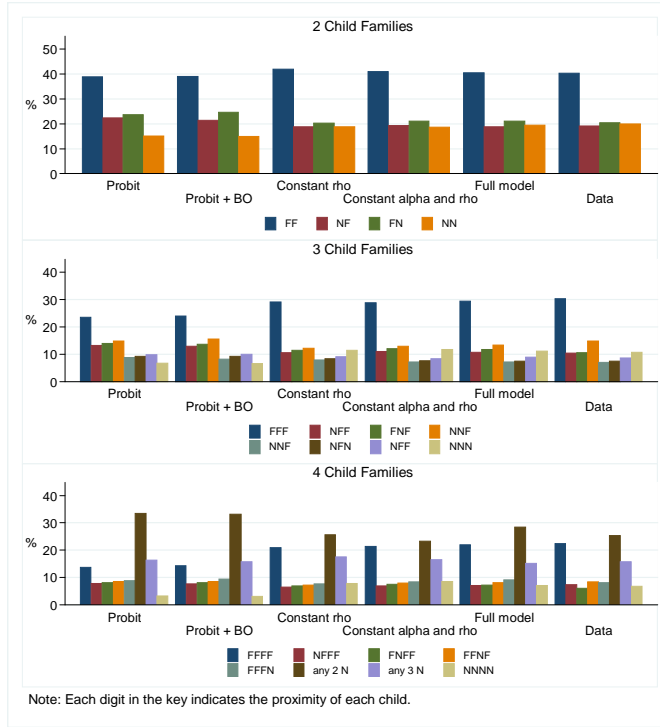 2 Child Families
50
40
30
20
10
0
%
Probit
Probit + BO
Constant rho
Constant alpha and rho
Full model
Data
FF NF FN NN
3 Child Families
40
30
20
10
0
%
Probit
Probit + BO
Constant rho
Constant alpha and rho
Full model
Data
FFF NFF FNF NNF
NNF NFN NFF NNN
4 Child Families
40
30
20
10
0
%
Probit
Probit + BO
Constant rho
Constant alpha and rho
Full model
Data
FFFF NFFF FNFF FFNF
FFFN any 2 N any 3 N NNNN
Note: Each digit in the key indicates the proximity of each child.